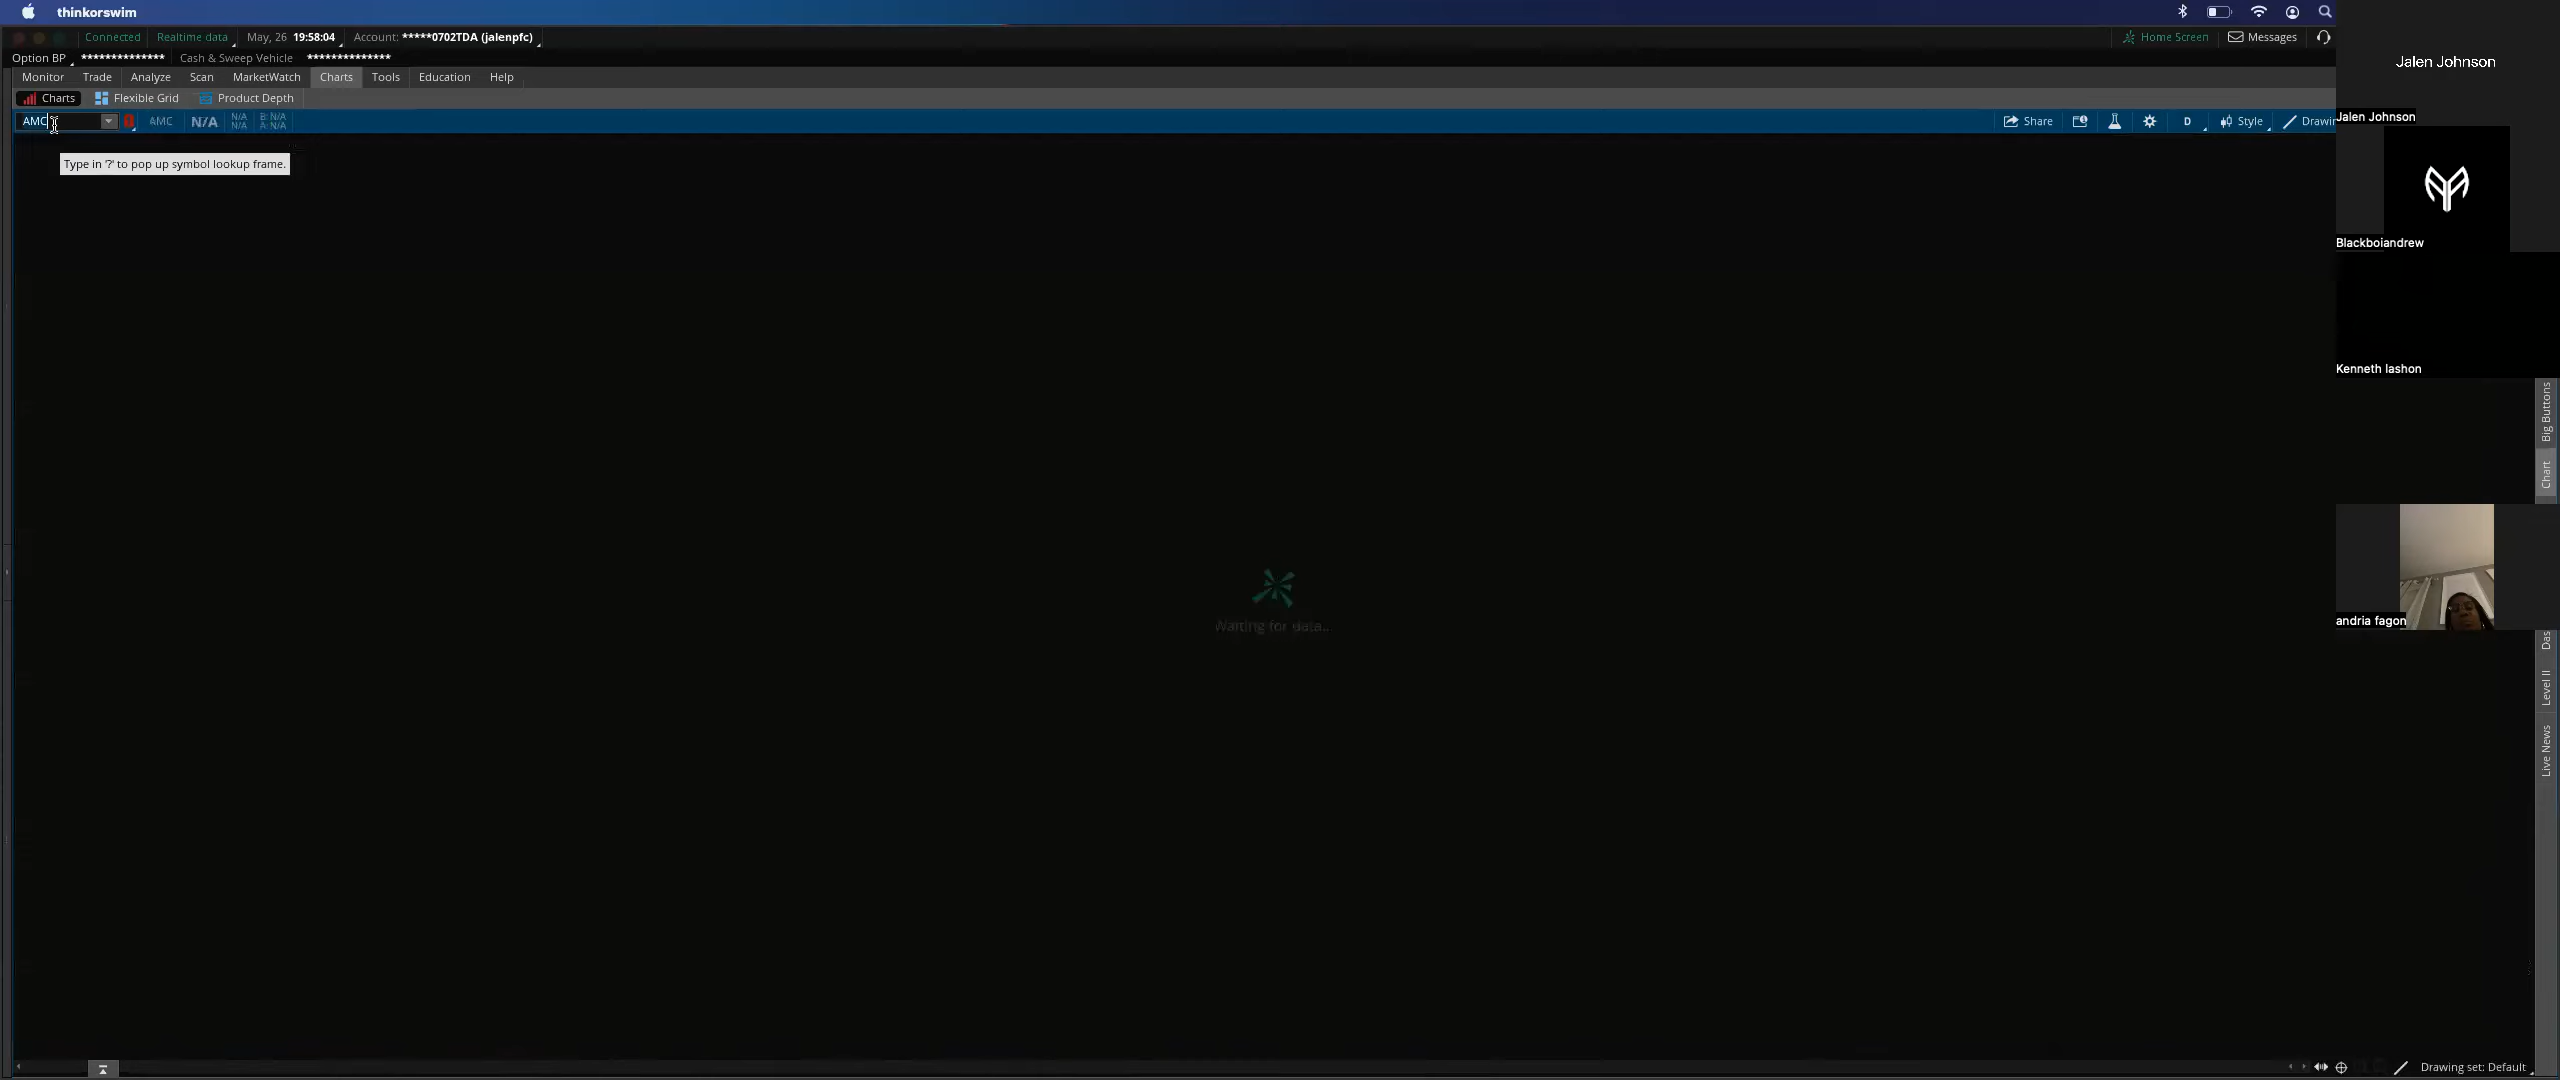 thinkorswim
Connected Realtime data May, 26 19:58:04 Account: *****0702TDA (jalenpfc) Home Screen Messages
Option BP ************** Cash & Sweep Vehicle **************
Monitor Trade Analyze Scan MarketWatch Charts Tools Education Help
Charts Flexible Grid Product Depth
AMC AMC N/A N/A N/A B: N/A A: N/A Share D Style Drawin
Type in '?' to pop up symbol lookup frame.
Waiting for data...
Jalen Johnson
Jalen Johnson
Blackboiandrew
Kenneth lashon
andria fagon
Big Buttons
Chart
Das
Level II
Live News
Drawing set: Default